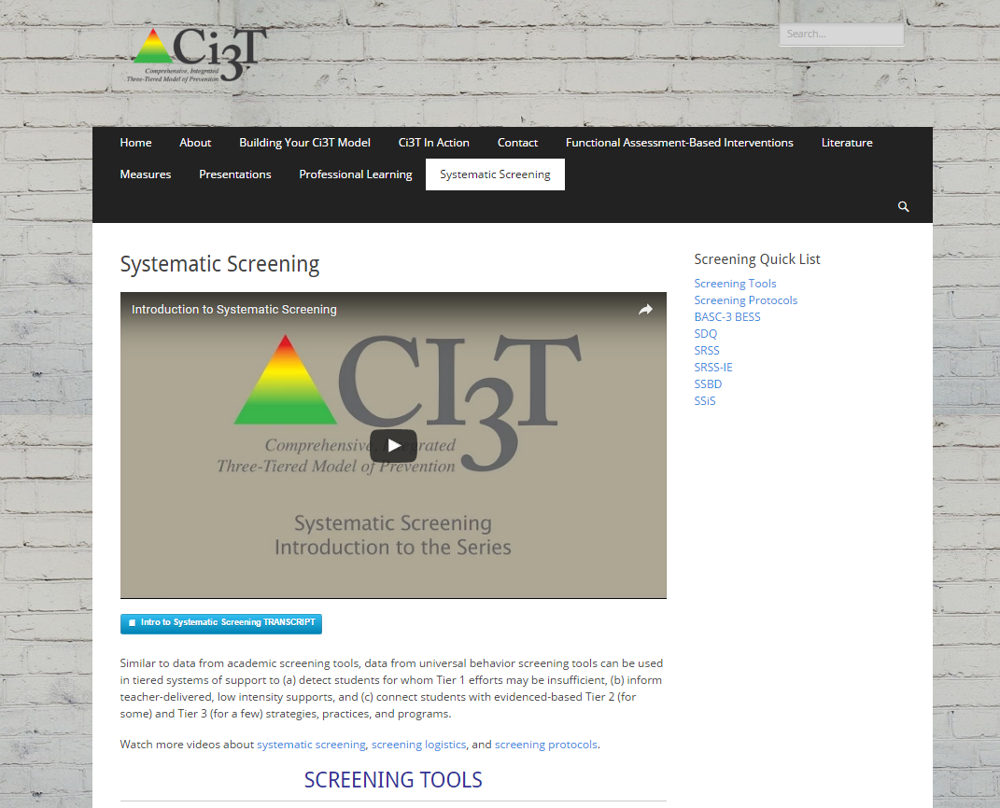 Ci3T
Comprehensive, Integrated
Three-Tiered Model of Prevention
Search...
Home About Building Your Ci3T Model Ci3T In Action Contact Functional Assessment-Based Interventions Literature
Measures Presentations Professional Learning Systematic Screening
Systematic Screening
Introduction to Systematic Screening
CI3T
Comprehensive, Integrated
Three-Tiered Model of Prevention
Systematic Screening
Introduction to the Series
Intro to Systematic Screening TRANSCRIPT
Similar to data from academic screening tools, data from universal behavior screening tools can be used
in tiered systems of support to (a) detect students for whom Tier 1 efforts may be insufficient, (b) inform
teacher-delivered, low intensity supports, and (c) connect students with evidenced-based Tier 2 (for
some) and Tier 3 (for a few) strategies, practices, and programs.
Watch more videos about systematic screening, screening logistics, and screening protocols.
SCREENING TOOLS
Screening Quick List
Screening Tools
Screening Protocols
BASC-3 BESS
SDQ
SRSS
SRSS-IE
SSBD
SSiS